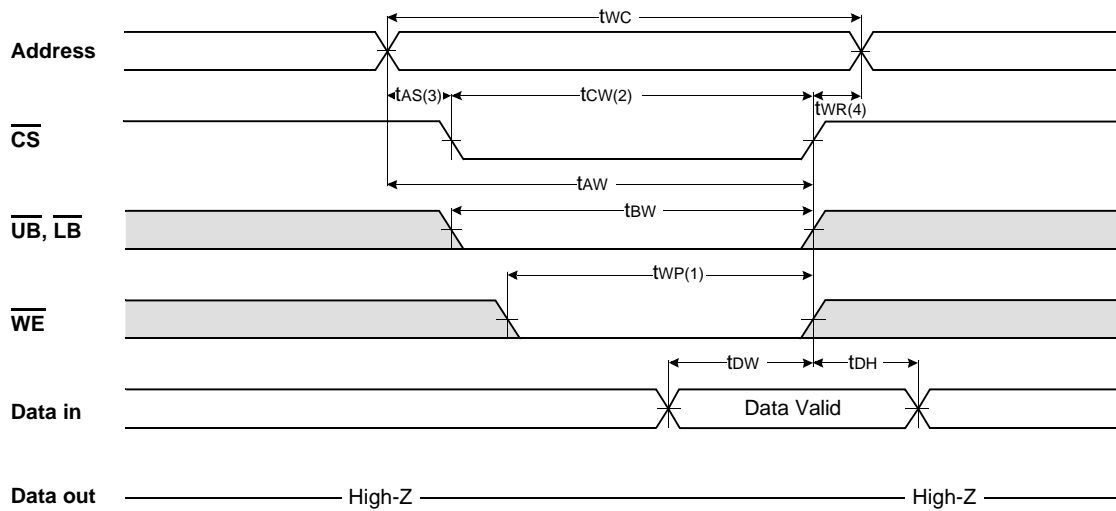 tWC
Address
tAS(3) tCW(2) tWR(4)
CS
tAW
UB, LB
tBW
WE
tWP(1)
tDW tDH
Data in Data Valid
Data out High-Z High-Z